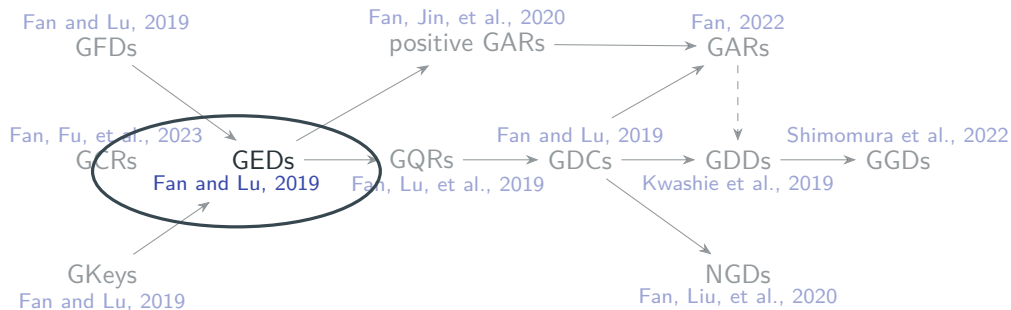 Fan and Lu, 2019
GFDs
Fan, Jin, et al., 2020
positive GARs
Fan, 2022
GARs
Fan, Fu, et al., 2023
GCRs
GEDs
Fan and Lu, 2019
GQRs
Fan, Lu, et al., 2019
Fan and Lu, 2019
GDCs
GDDs
Kwashie et al., 2019
Shimomura et al., 2022
GGDs
GKeys
Fan and Lu, 2019
NGDs
Fan, Liu, et al., 2020